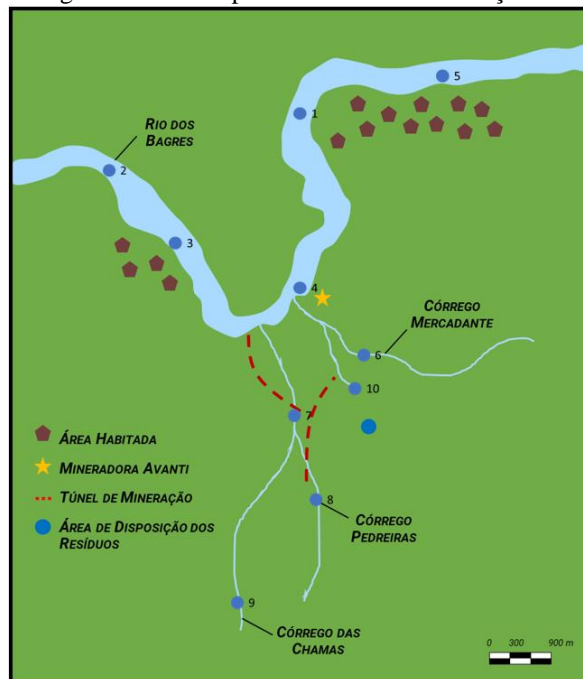 5
1
RIO DOS
BAGRES
2
3
4
CÓRREGO
MERCADANTE
6
10
7
ÁREA HABITADA
MINERADORA AVANTI
TÚNEL DE MINERAÇÃO
ÁREA DE DISPOSIÇÃO DOS
RESÍDUOS
8
CÓRREGO
PEDREIRAS
9
CÓRREGO DAS
CHAMAS
0 300 900 m